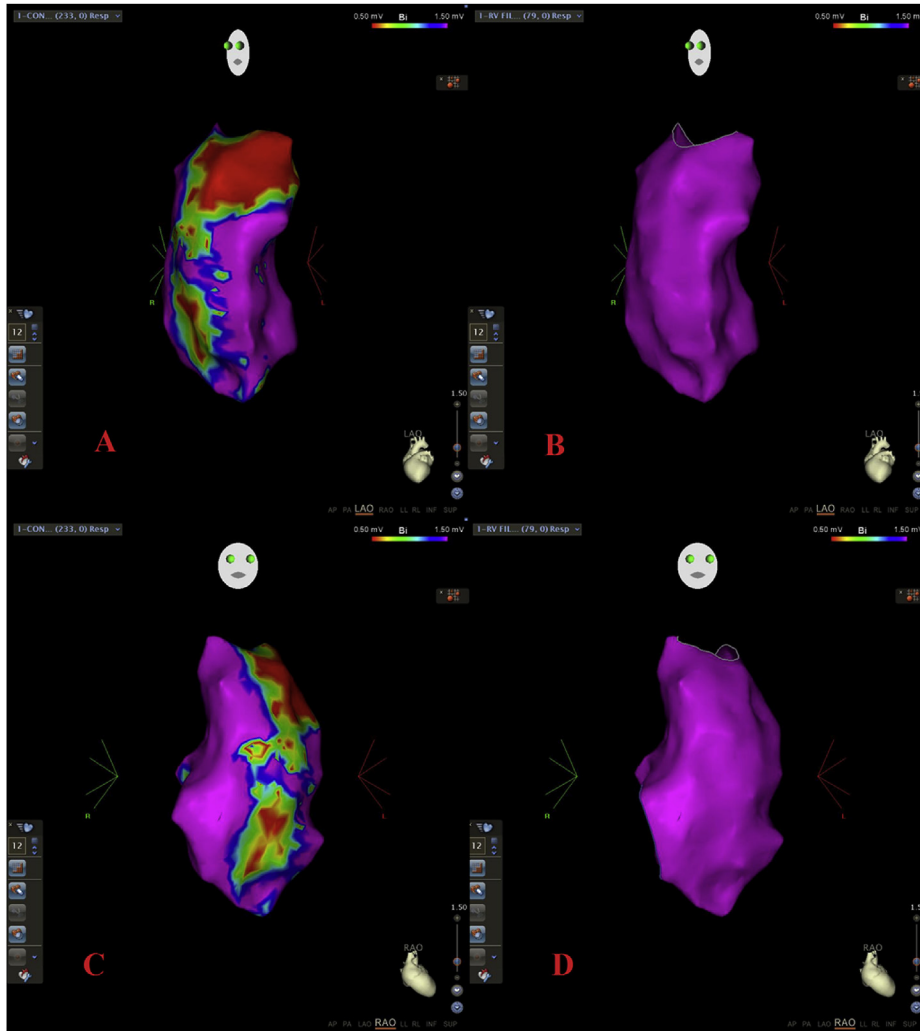 1-CON... (233, 0) Resp
0.50 mV Bi 1.50 mV
1-RV FIL... (79, 0) Resp
0.50 mV Bi 1.50 m
R
L
R
L
12
12
1.50
1.50
A
B
LAO
LAO
AP PA LAO RAO LL RL INF SUP
AP PA LAO RAO LL RL INF SUP
1-CON... (233, 0) Resp
0.50 mV Bi 1.50 mV
1-RV FIL... (79, 0) Resp
0.50 mV Bi 1.50 m
R
L
R
L
12
12
1.50
1.50
C
D
RAO
RAO
AP PA LAO RAO LL RL INF SUP
AP PA LAO RAO LL RL INF SUP